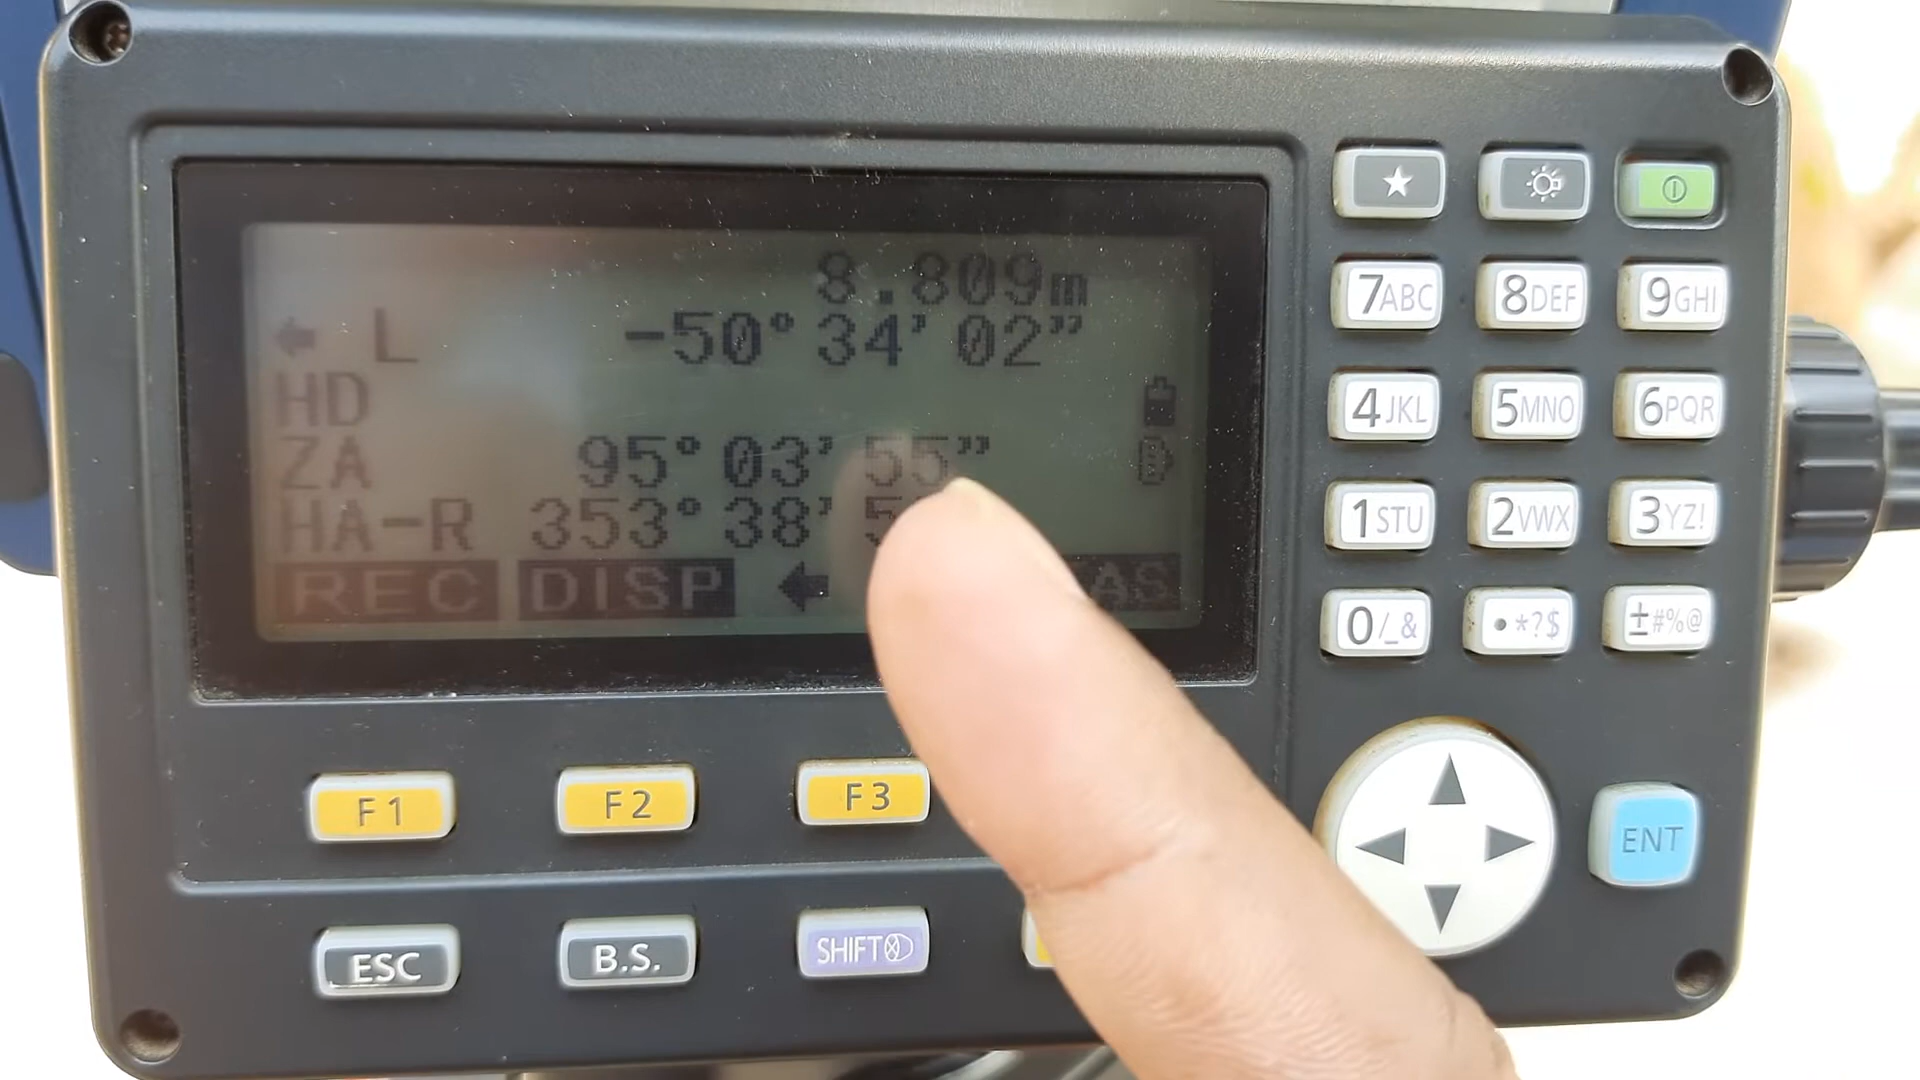 8.809m
L -50° 34' 02"
HD
ZA 95° 03' 55"
HA-R 353° 38'
REC DISP
7ABC 8DEF 9GHI
4JKL 5MNO 6PQR
1STU 2VWX 3YZ!
0/_& •*?$ ±#%@
F1 F2 F3
ENT
ESC B.S. SHIFT